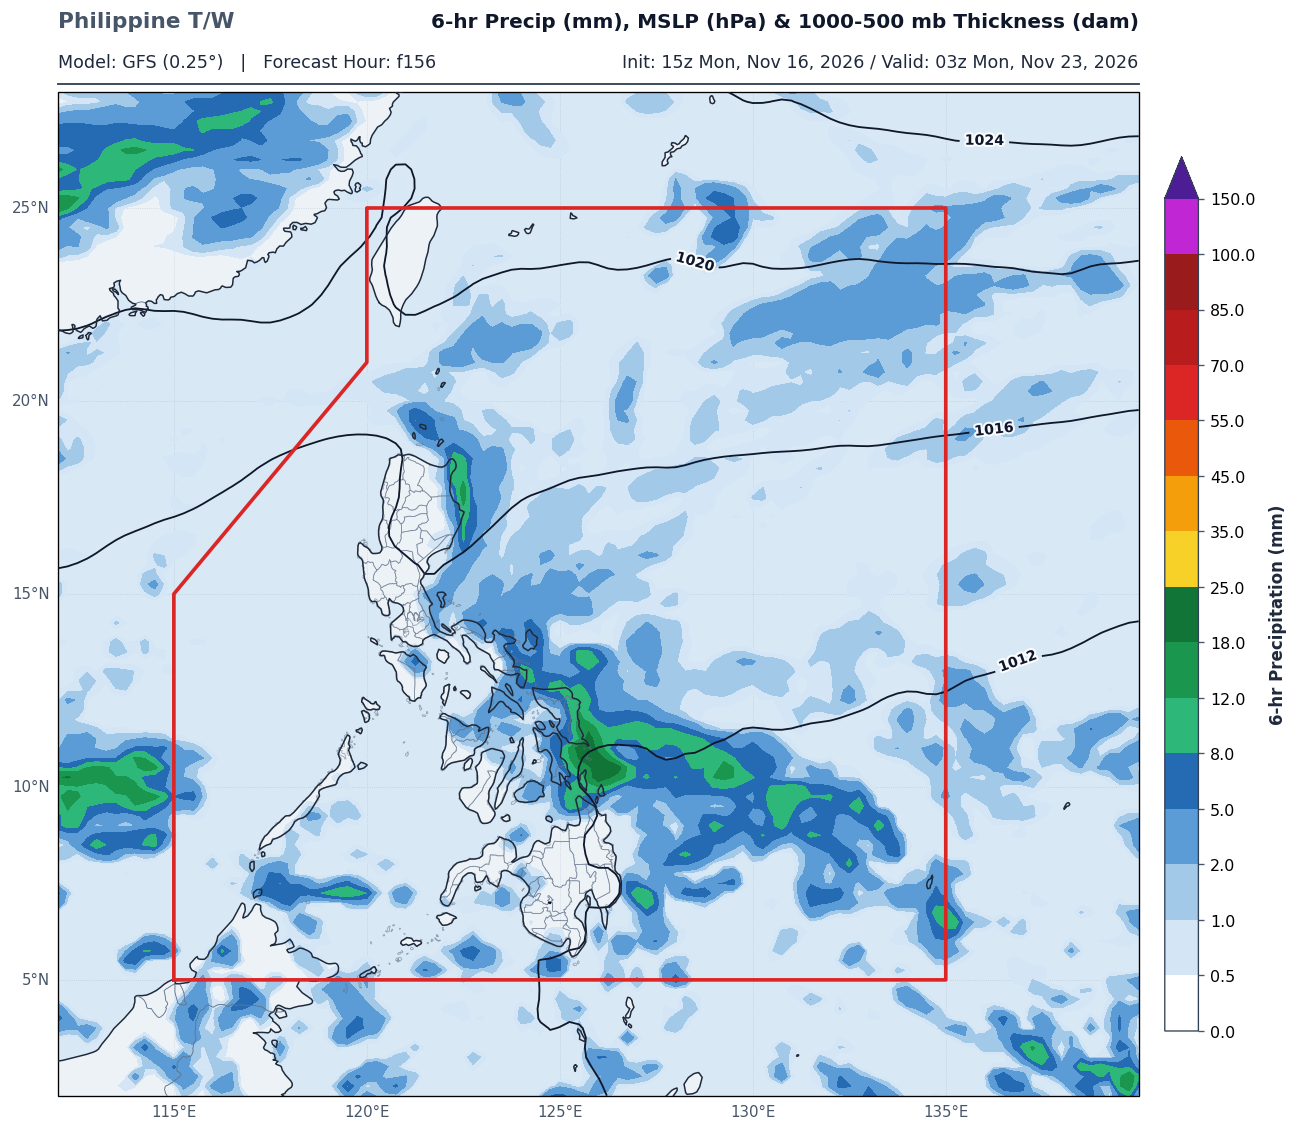 Philippine T/W
6-hr Precip (mm), MSLP (hPa) & 1000-500 mb Thickness (dam)
Model: GFS (0.25°) | Forecast Hour: f156
Init: 15z Mon, Nov 16, 2026 / Valid: 03z Mon, Nov 23, 2026
1024
1020
1016
1012
25°N
20°N
15°N
10°N
5°N
115°E
120°E
125°E
130°E
135°E
150.0
100.0
85.0
70.0
55.0
45.0
35.0
25.0
18.0
12.0
8.0
5.0
2.0
1.0
0.5
0.0
6-hr Precipitation (mm)